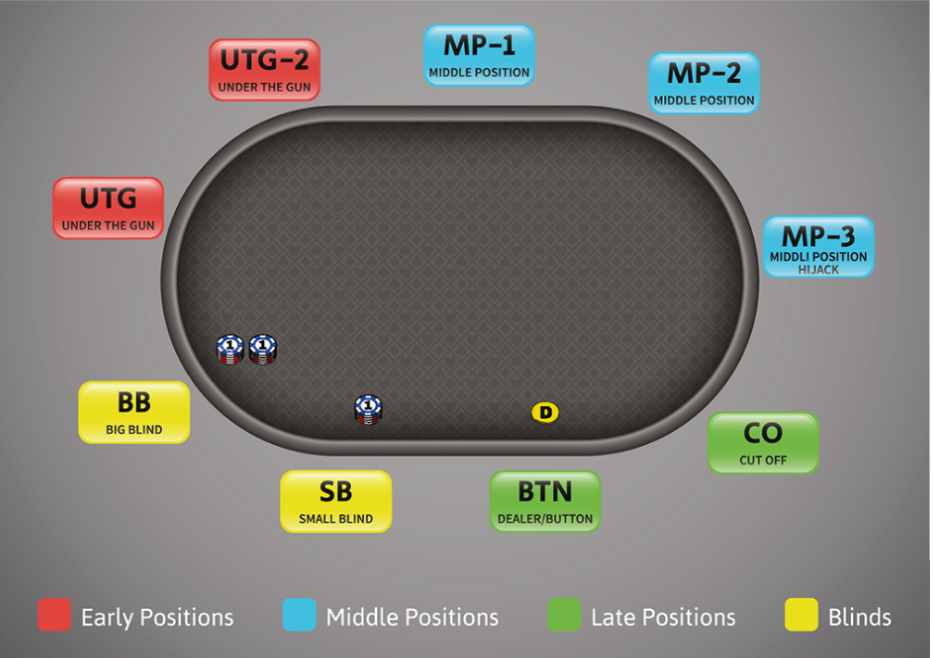 UTG-2
UNDER THE GUN
MP-1
MIDDLE POSITION
MP-2
MIDDLE POSITION
UTG
UNDER THE GUN
MP-3
MIDDLI POSITION
HIJACK
1 1
BB
BIG BLIND
1
D
CO
CUT OFF
SB
SMALL BLIND
BTN
DEALER/BUTTON
Early Positions
Middle Positions
Late Positions
Blinds